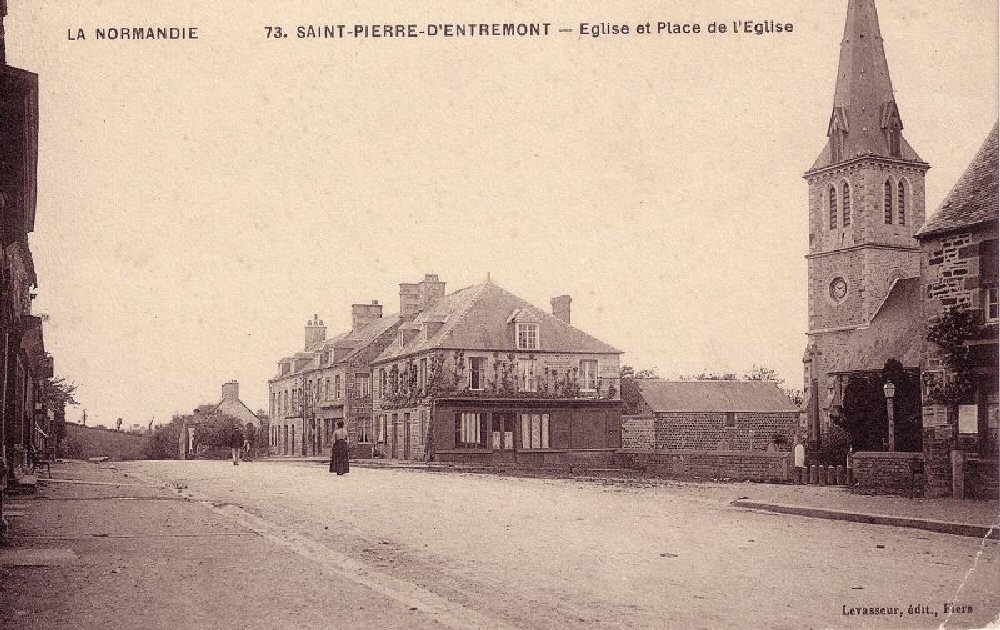 LA NORMANDIE
73. SAINT-PIERRE-D'ENTREMONT — Eglise et Place de l'Eglise
Levasseur, édit., Flers